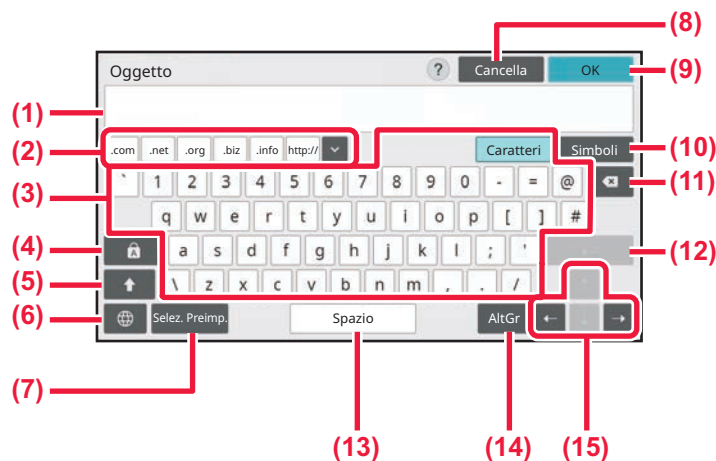 (8)
Oggetto ? Cancella OK (9)
(1)
(2) .com .net .org .biz .info http:// Caratteri Simboli (10)
(3) ` 1 2 3 4 5 6 7 8 9 0 - = @ (11)
q w e r t y u i o p [ ] #
(4) A a s d f g h j k l ; ' (12)
(5) \ z x c v b n m , . /
(6) Selez. Preimp. Spazio AltGr ← →
(7)
(13) (14) (15)